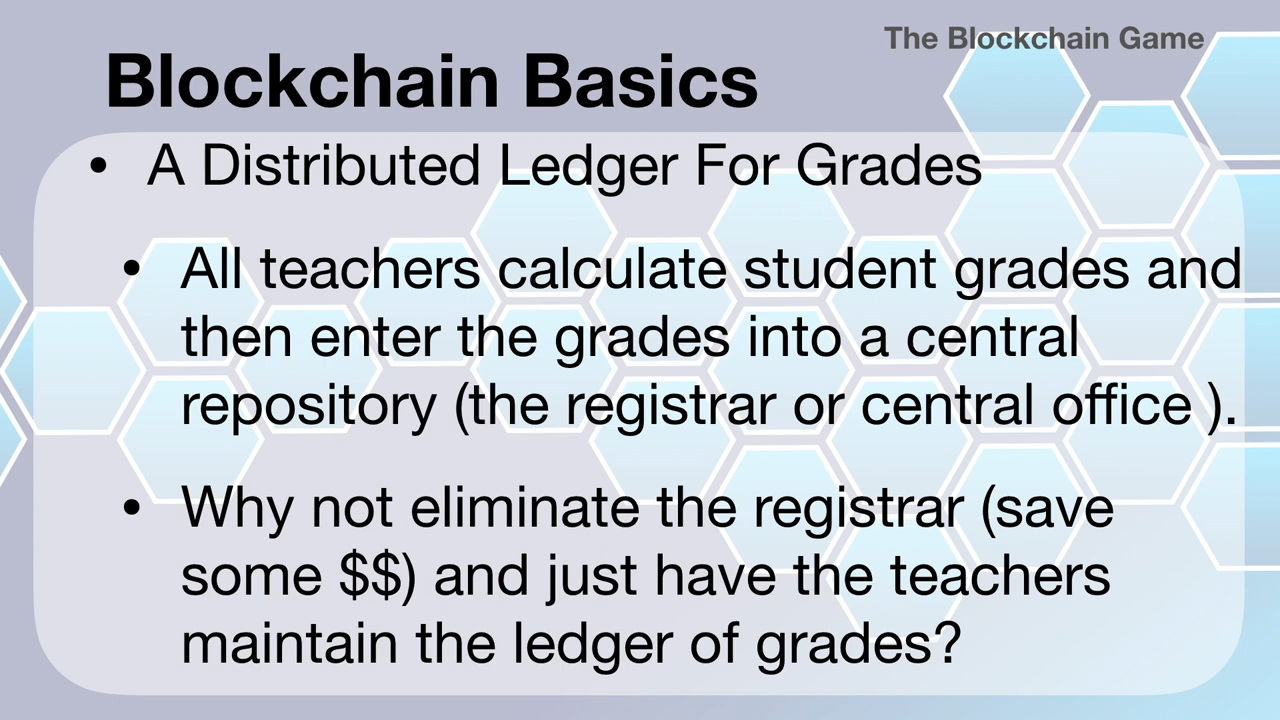 The Blockchain Game
Blockchain Basics
• A Distributed Ledger For Grades
• All teachers calculate student grades and
then enter the grades into a central
repository (the registrar or central office ).
• Why not eliminate the registrar (save
some $$) and just have the teachers
maintain the ledger of grades?